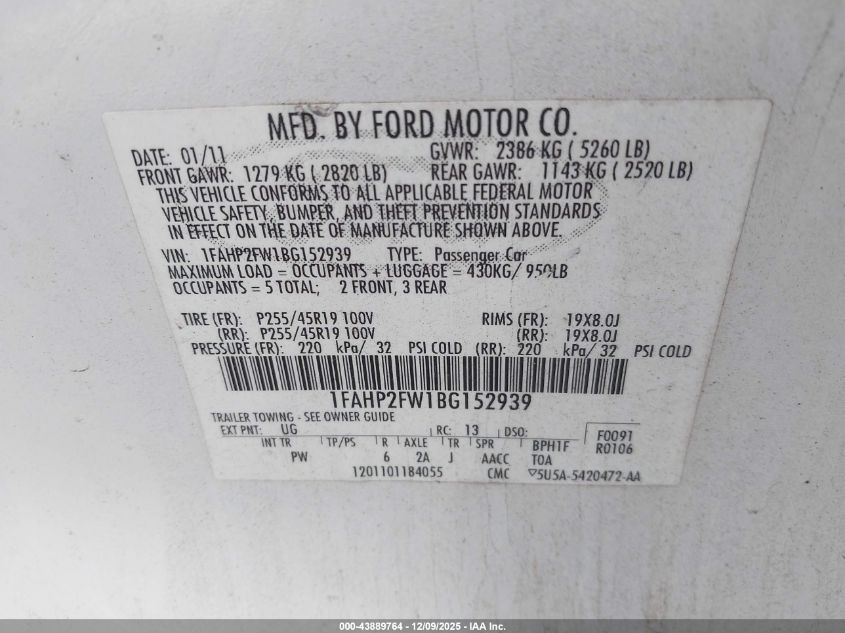 MFD. BY FORD MOTOR CO.
DATE: 01/11 GVWR: 2386 KG ( 5260 LB)
FRONT GAWR: 1279 KG ( 2820 LB) REAR GAWR: 1143 KG ( 2520 LB)
THIS VEHICLE CONFORMS TO ALL APPLICABLE FEDERAL MOTOR
VEHICLE SAFETY, BUMPER, AND THEFT PREVENTION STANDARDS
IN EFFECT ON THE DATE OF MANUFACTURE SHOWN ABOVE.
VIN: 1FAHP2FW1BG152939 TYPE: Passenger Car
MAXIMUM LOAD = OCCUPANTS + LUGGAGE = 430KG/ 950LB
OCCUPANTS = 5 TOTAL; 2 FRONT, 3 REAR
TIRE (FR): P255/45R19 100V RIMS (FR): 19X8.0J
(RR): P255/45R19 100V (RR): 19X8.0J
PRESSURE (FR): 220 kPa/ 32 PSI COLD (RR): 220 kPa/ 32 PSI COLD
1FAHP2FW1BG152939
TRAILER TOWING - SEE OWNER GUIDE
EXT PNT: UG RC: 13 DSO: F0091
INT TR TP/PS R AXLE TR SPR BPH1F R0106
PW 6 2A J AACC TOA
1201101184055 CMC ▽5U5A-5420472-AA
000-43889764 | 12/09/2025 - IAA Inc.